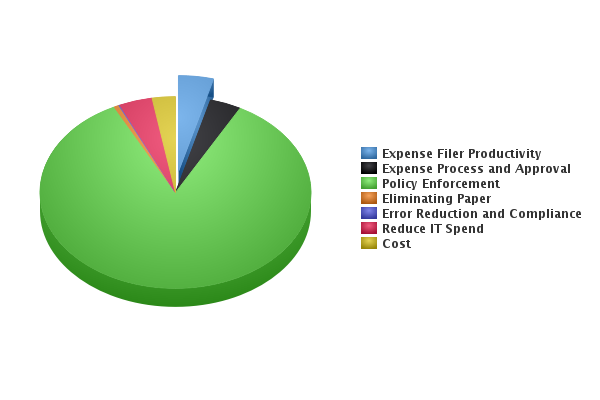 Expense Filer Productivity
Expense Process and Approval
Policy Enforcement
Eliminating Paper
Error Reduction and Compliance
Reduce IT Spend
Cost